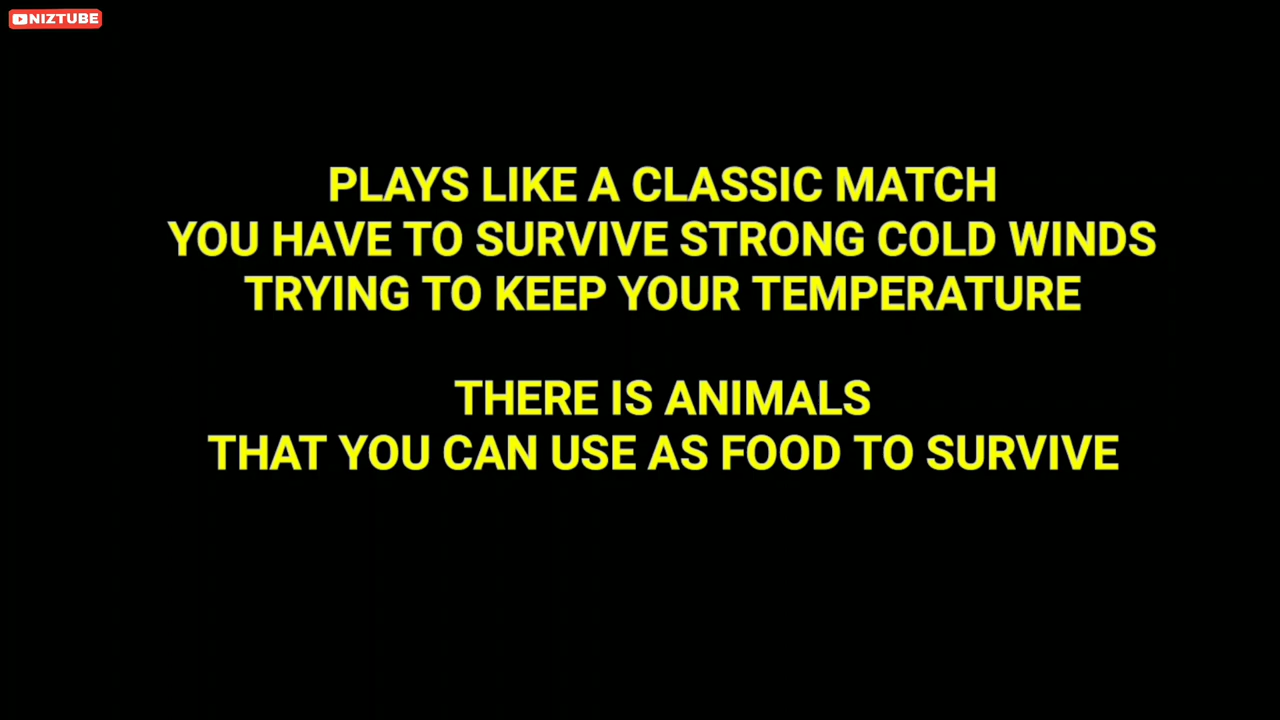 NIZTUBE
PLAYS LIKE A CLASSIC MATCH
YOU HAVE TO SURVIVE STRONG COLD WINDS
TRYING TO KEEP YOUR TEMPERATURE
THERE IS ANIMALS
THAT YOU CAN USE AS FOOD TO SURVIVE